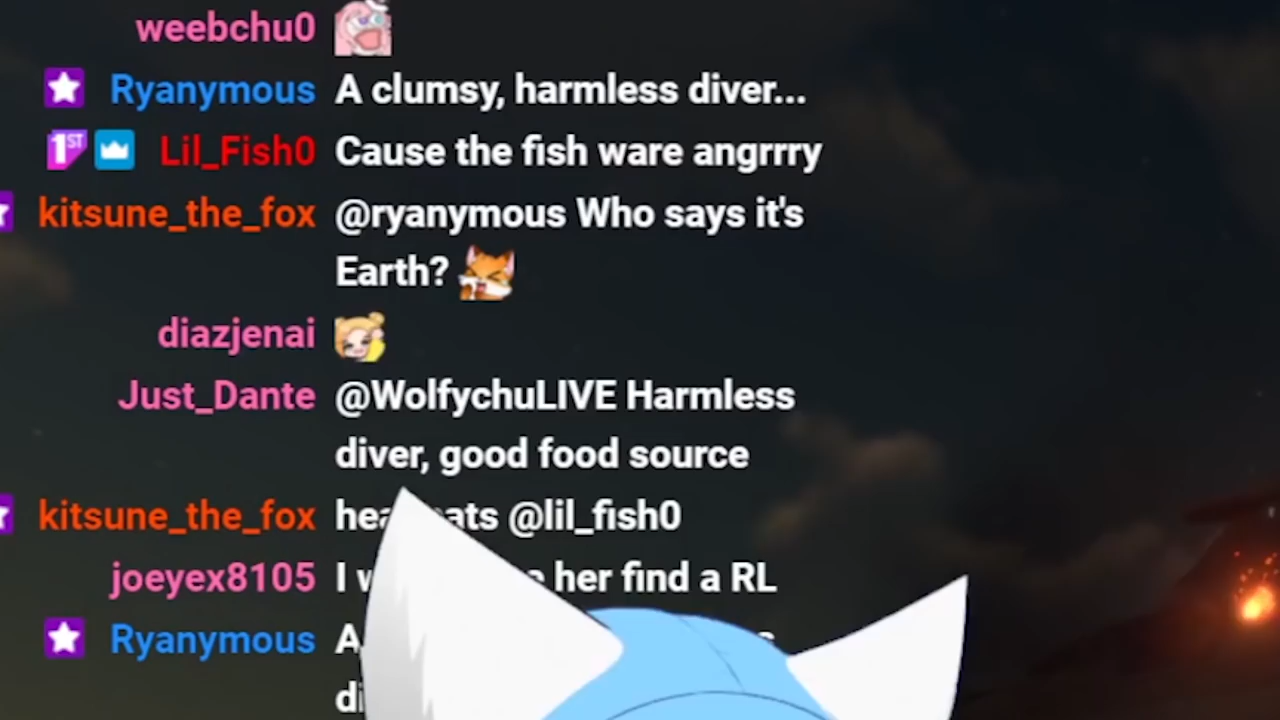 weebchu0
Ryanymous A clumsy, harmless diver...
1ST Lil_Fish0 Cause the fish ware angrrry
kitsune_the_fox @ryanymous Who says it's
Earth?
diazjenai
Just_Dante @WolfychuLIVE Harmless
diver, good food source
kitsune_the_fox @lil_fish0
joeyex8105 I her find a RL
Ryanymous A